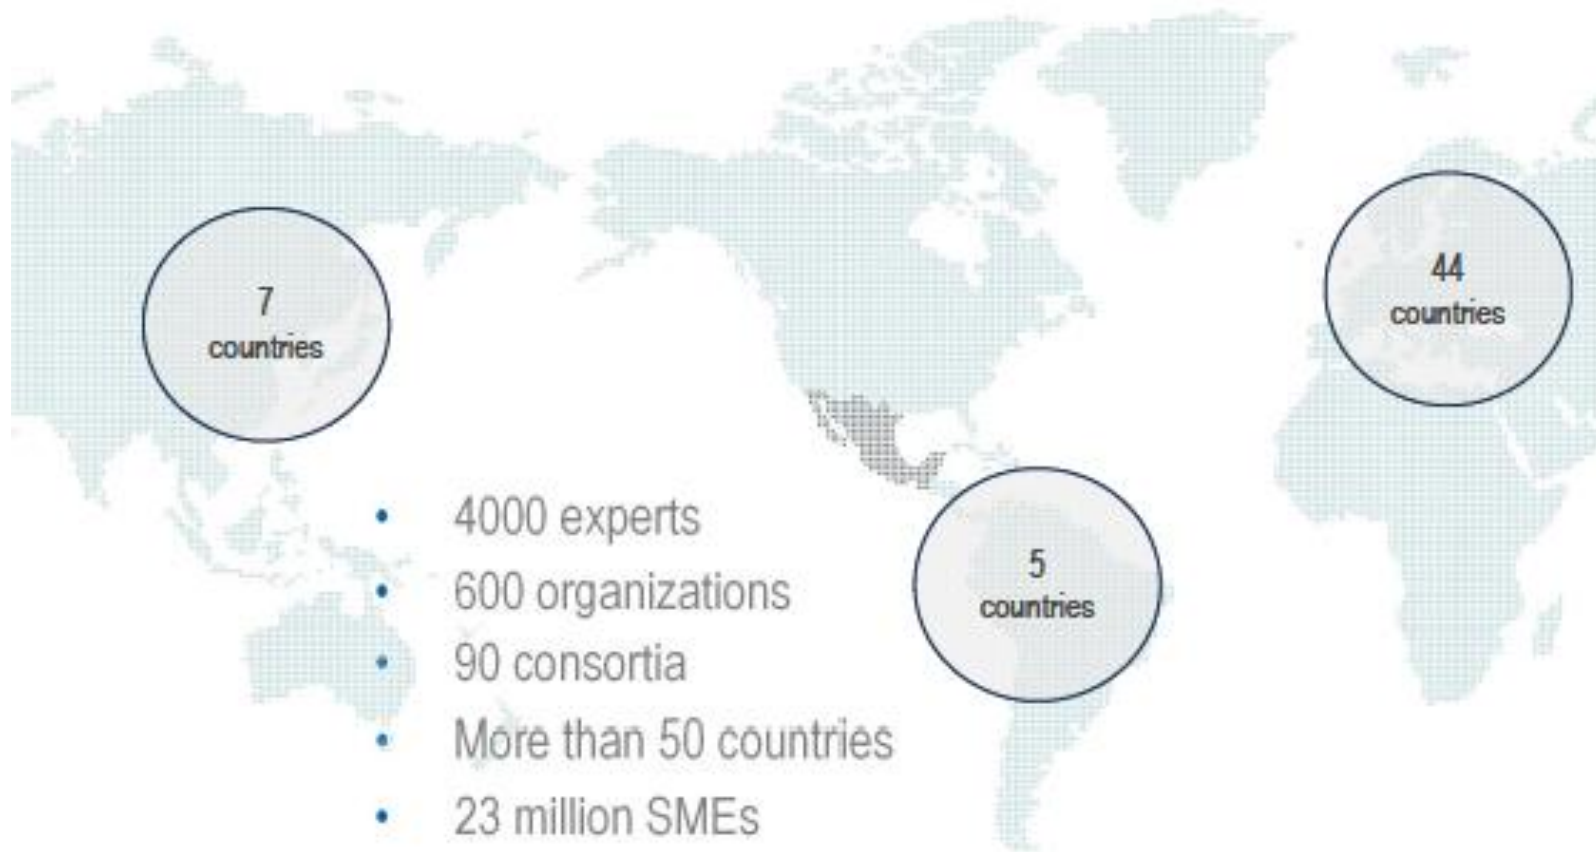 7
countries
44
countries
5
countries
• 4000 experts
• 600 organizations
• 90 consortia
• More than 50 countries
• 23 million SMEs